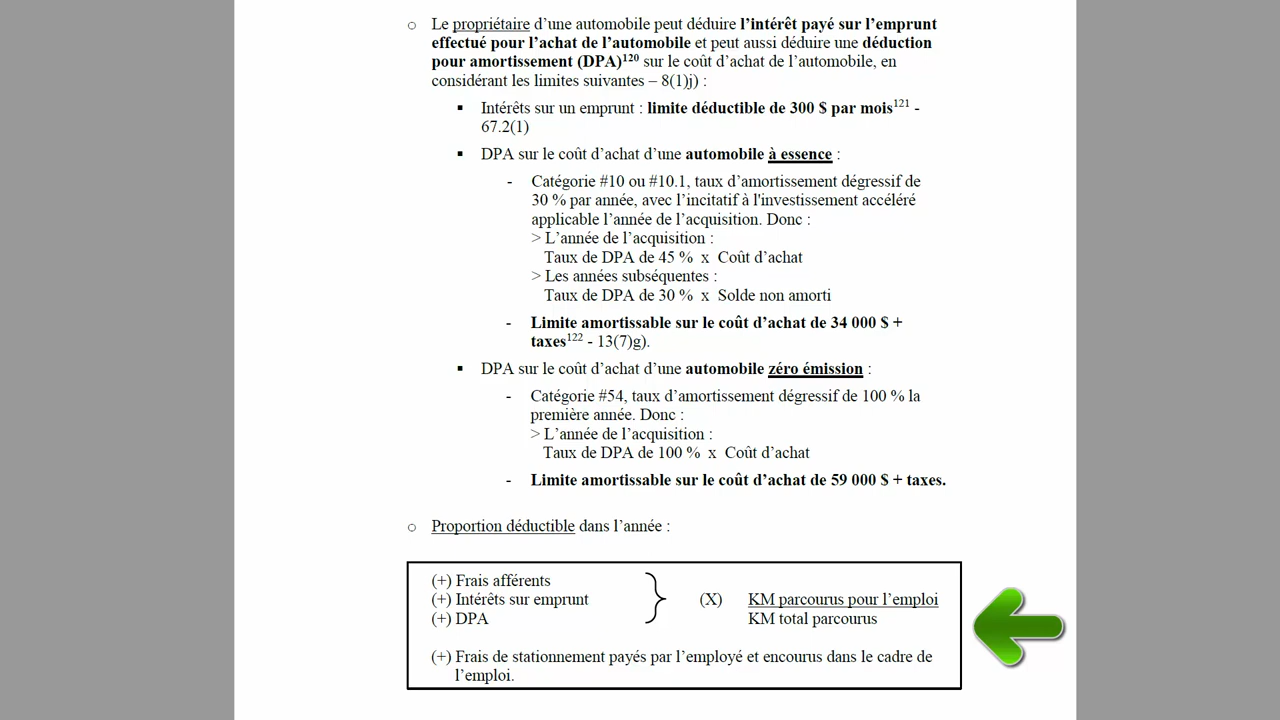 o Le propriétaire d’une automobile peut déduire l’intérêt payé sur l’emprunt
effectué pour l’achat de l’automobile et peut aussi déduire une déduction
pour amortissement (DPA)120 sur le coût d’achat de l’automobile, en
considérant les limites suivantes – 8(1)j) :
▪ Intérêts sur un emprunt : limite déductible de 300 $ par mois121 -
67.2(1)
▪ DPA sur le coût d’achat d’une automobile à essence :
- Catégorie #10 ou #10.1, taux d’amortissement dégressif de
30 % par année, avec l’incitatif à l'investissement accéléré
applicable l’année de l’acquisition. Donc :
> L’année de l’acquisition :
Taux de DPA de 45 % x Coût d’achat
> Les années subséquentes :
Taux de DPA de 30 % x Solde non amorti
- Limite amortissable sur le coût d’achat de 34 000 $ +
taxes122 - 13(7)g).
▪ DPA sur le coût d’achat d’une automobile zéro émission :
- Catégorie #54, taux d’amortissement dégressif de 100 % la
première année. Donc :
> L’année de l’acquisition :
Taux de DPA de 100 % x Coût d’achat
- Limite amortissable sur le coût d’achat de 59 000 $ + taxes.
o Proportion déductible dans l’année :
(+) Frais afférents
(+) Intérêts sur emprunt (X) KM parcourus pour l’emploi
(+) DPA KM total parcourus
(+) Frais de stationnement payés par l’employé et encourus dans le cadre de
l’emploi.